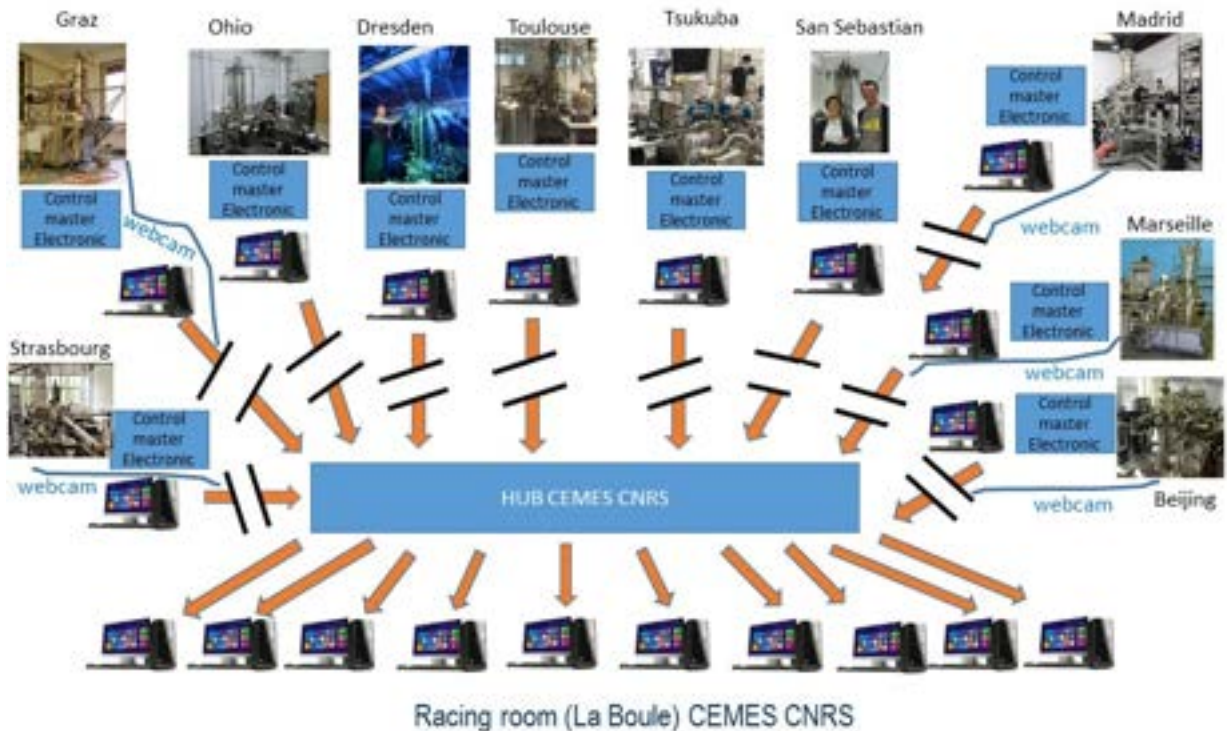 Graz
Ohio
Dresden
Toulouse
Tsukuba
San Sebastian
Madrid
Control
master
Electronic
Control
master
Electronic
Control
master
Electronic
Control
master
Electronic
Control
master
Electronic
Control
master
Electronic
Control
master
Electronic
webcam
webcam
Marseille
Control
master
Electronic
webcam
Strasbourg
Control
master
Electronic
webcam
Control
master
Electronic
webcam
Beijing
HUB CEMES CNRS
Racing room (La Boule) CEMES CNRS